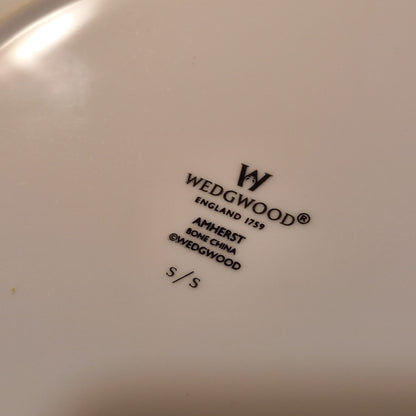 W
WEDGWOOD®
ENGLAND 1759
AMHERST
BONE CHINA
©WEDGWOOD
S/S